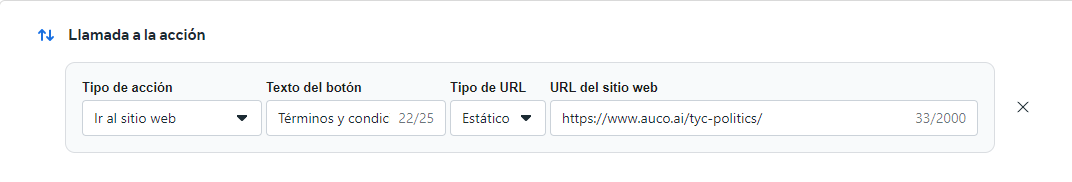 Llamada a la acción
Tipo de acción Texto del botón Tipo de URL URL del sitio web
Ir al sitio web Términos y condic 22/25 Estático https://www.auco.ai/tyc-politics/ 33/2000